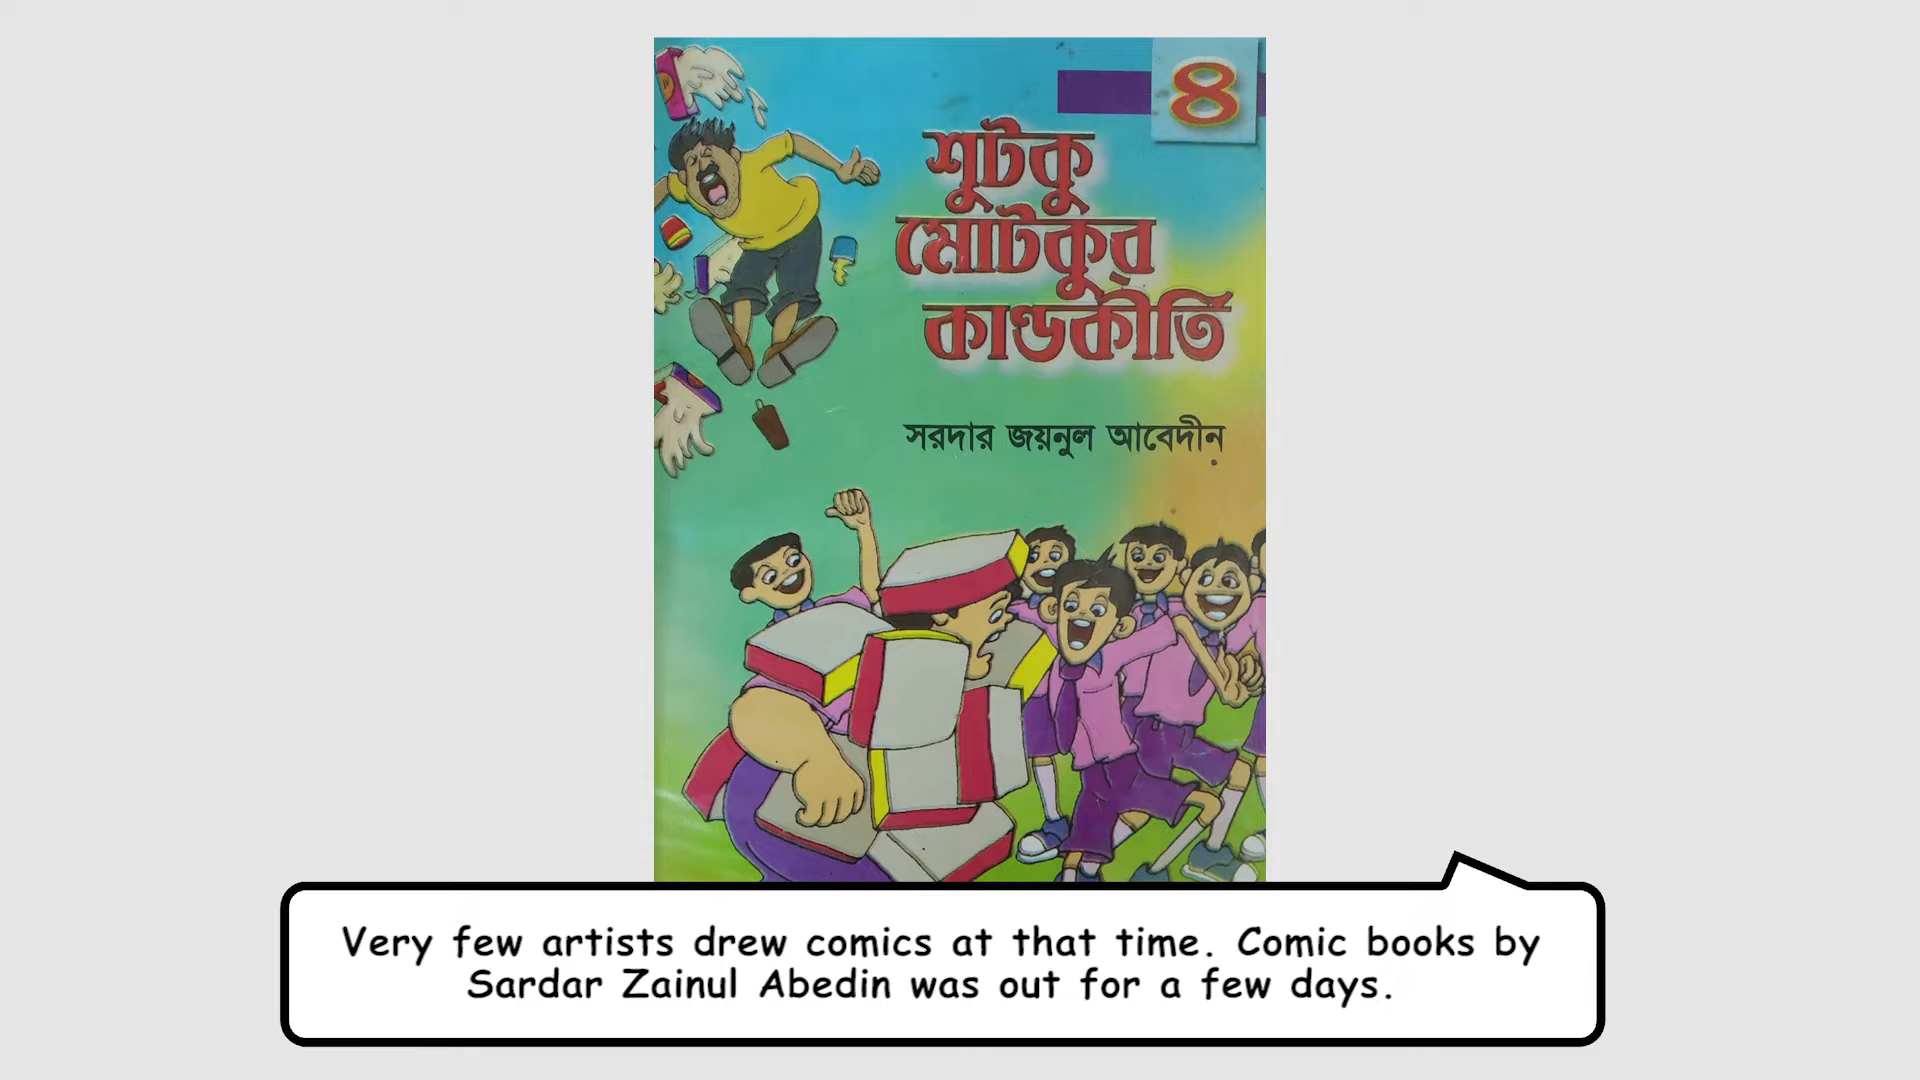 ৪
শুটকু
মোটকুর
কান্ডকীর্তি
সরদার জয়নুল আবেদীন
Very few artists drew comics at that time. Comic books by
Sardar Zainul Abedin was out for a few days.